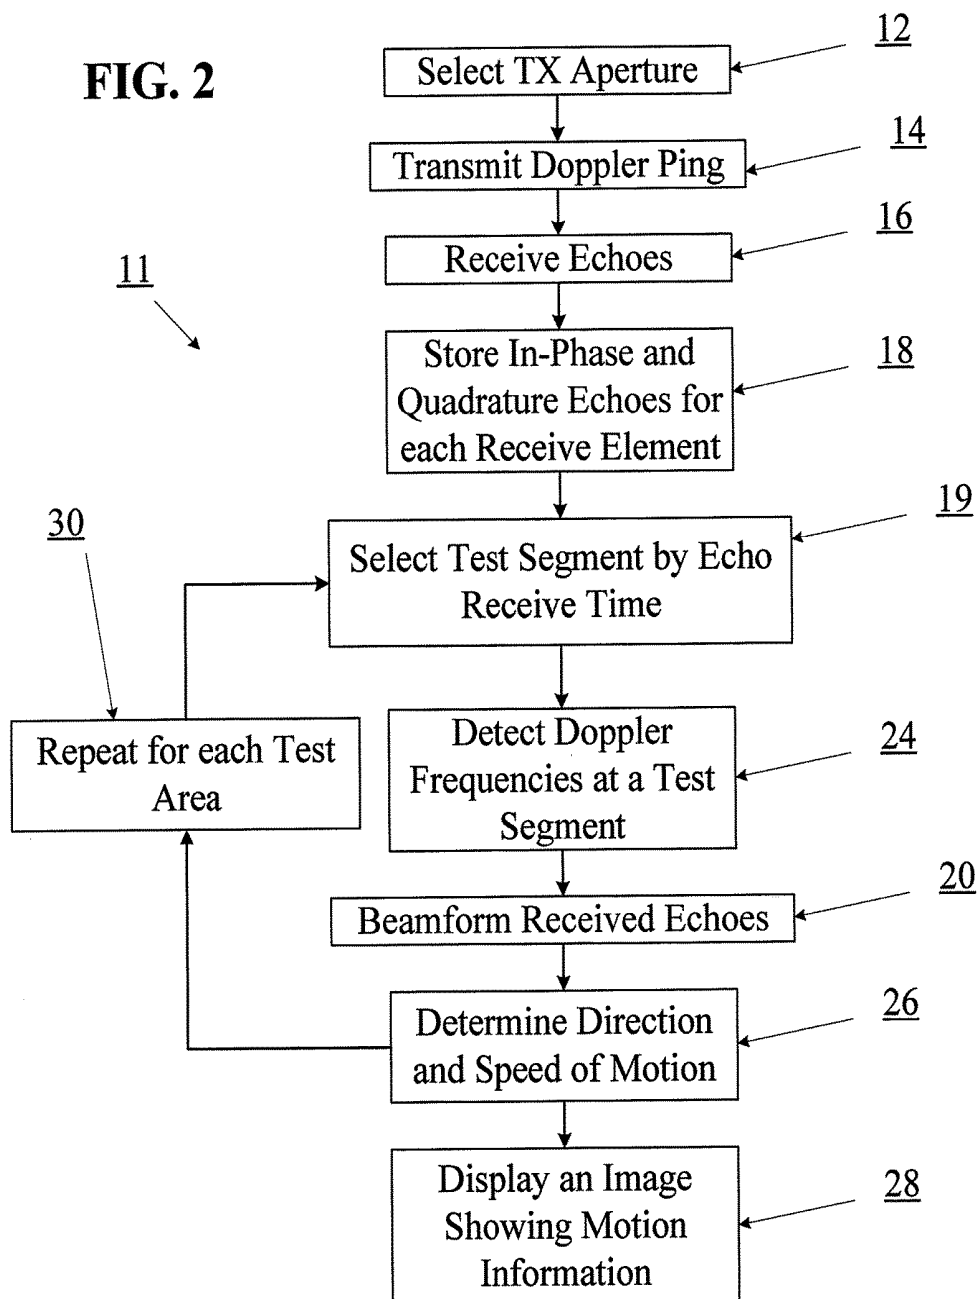 FIG. 2
12
Select TX Aperture
14
Transmit Doppler Ping
16
Receive Echoes
11
18
Store In-Phase and
Quadrature Echoes for
each Receive Element
19
30
Select Test Segment by Echo
Receive Time
Repeat for each Test
Area
24
Detect Doppler
Frequencies at a Test
Segment
20
Beamform Received Echoes
26
Determine Direction
and Speed of Motion
28
Display an Image
Showing Motion
Information